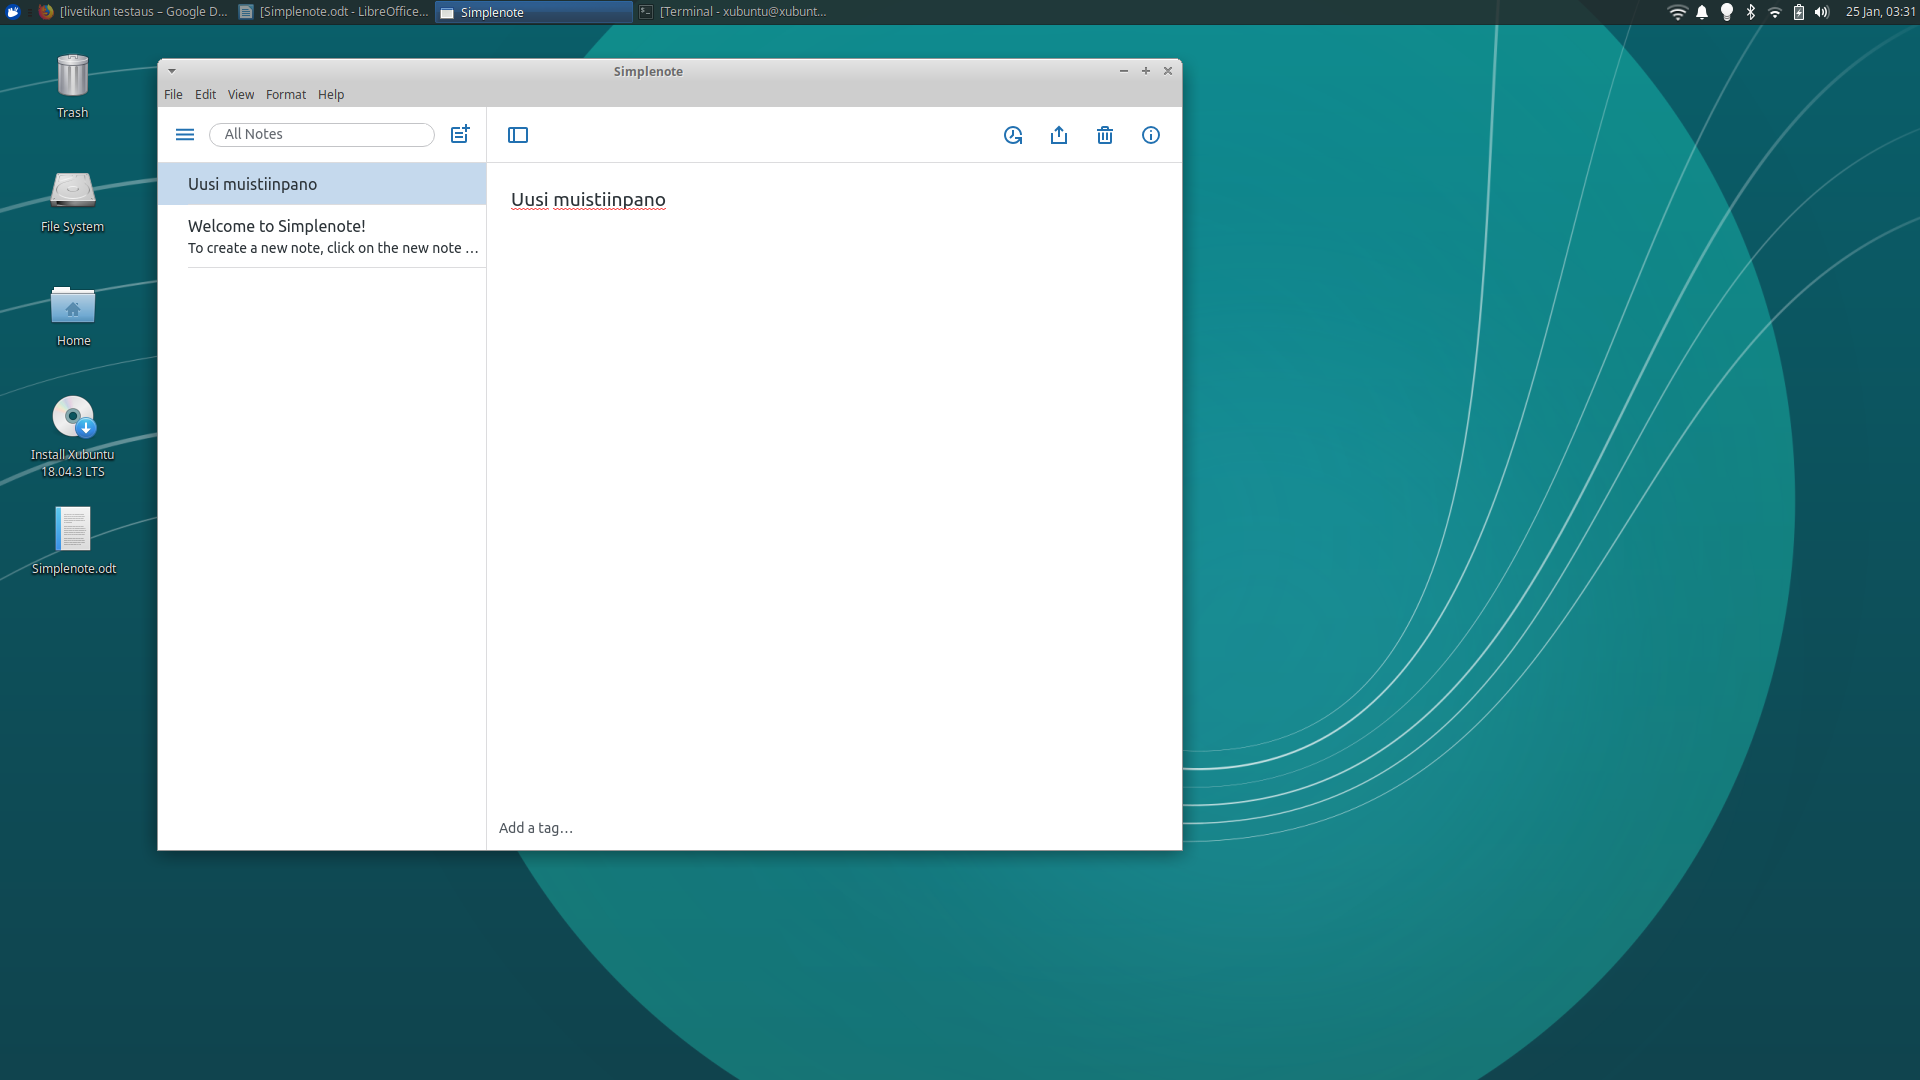 [livetikun testaus – Google D...
[Simplenote.odt - LibreOffice...
Simplenote
[Terminal - xubuntu@xubunt...
25 Jan, 03:31
Trash
File System
Home
Install Xubuntu
18.04.3 LTS
Simplenote.odt
Simplenote
File Edit View Format Help
All Notes
Uusi muistiinpano
Welcome to Simplenote!
To create a new note, click on the new note ...
Uusi muistiinpano
Add a tag...